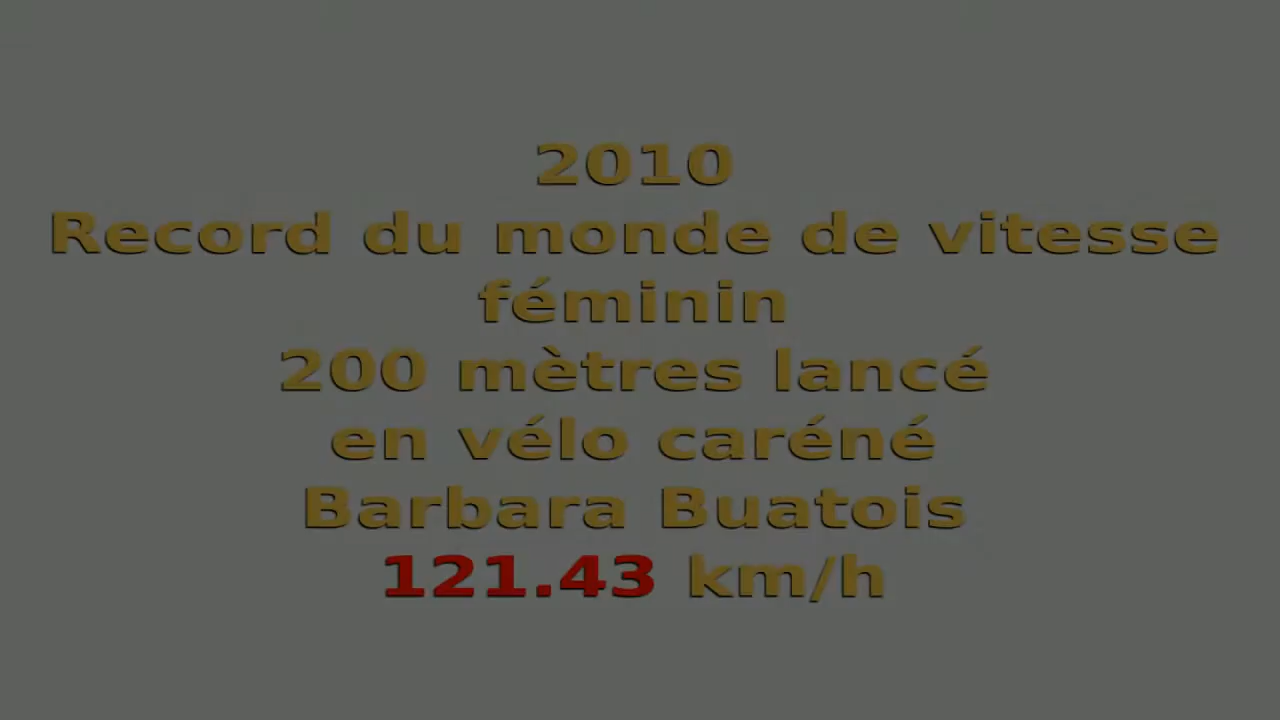 2010
Record du monde de vitesse
féminin
200 mètres lancé
en vélo caréné
Barbara Buatois
121.43 km/h